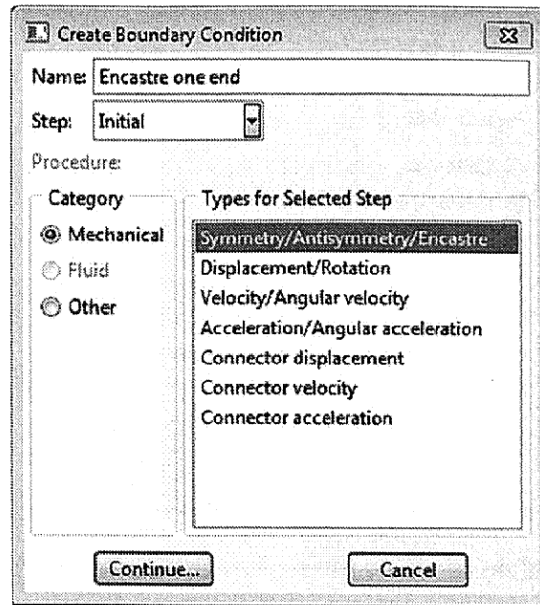 Create Boundary Condition
Name: Encastre one end
Step: Initial
Procedure:
Category
Mechanical
Fluid
Other
Types for Selected Step
Symmetry/Antisymmetry/Encastre
Displacement/Rotation
Velocity/Angular velocity
Acceleration/Angular acceleration
Connector displacement
Connector velocity
Connector acceleration
Continue... Cancel